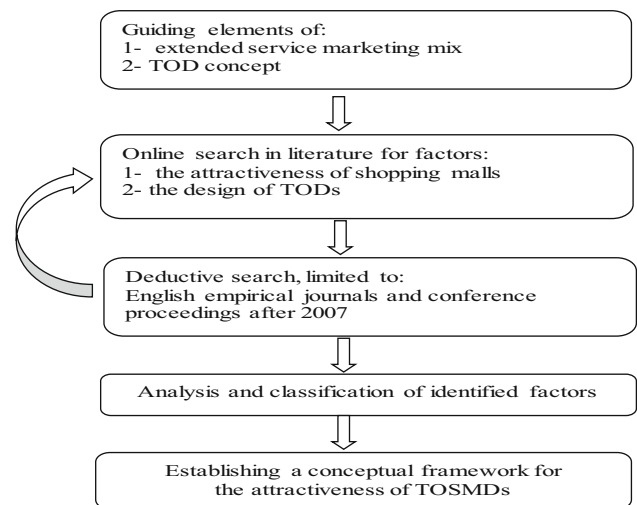 Guiding elements of:
1- extended service marketing mix
2- TOD concept
Online search in literature for factors:
1- the attractiveness of shopping malls
2- the design of TODs
Deductive search, limited to:
English empirical journals and conference
proceedings after 2007
Analysis and classification of identified factors
Establishing a conceptual framework for
the attractiveness of TOSMDs